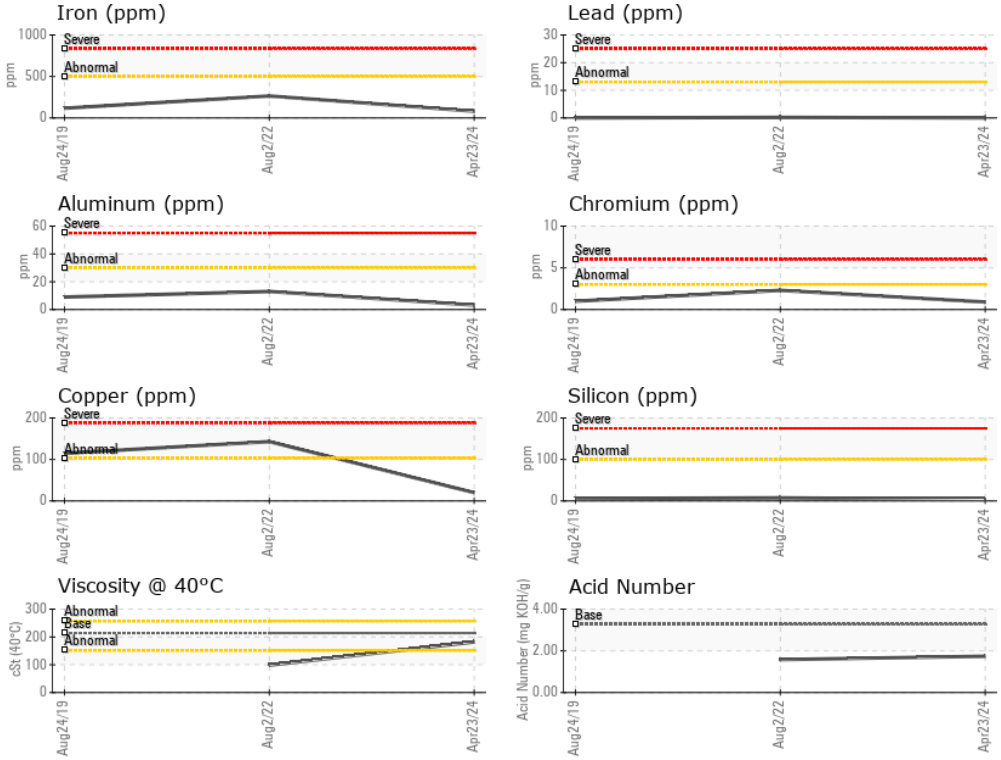 Iron (ppm)
1000
500
0
ppm
Severe
Abnormal
Aug24/19
Aug2/22
Apr23/24
Lead (ppm)
30
20
10
0
ppm
Severe
Abnormal
Aug24/19
Aug2/22
Apr23/24
Aluminum (ppm)
60
40
20
0
ppm
Severe
Abnormal
Aug24/19
Aug2/22
Apr23/24
Chromium (ppm)
10
5
0
ppm
Severe
Abnormal
Aug24/19
Aug2/22
Apr23/24
Copper (ppm)
200
100
0
ppm
Severe
Abnormal
Aug24/19
Aug2/22
Apr23/24
Silicon (ppm)
200
100
0
ppm
Severe
Abnormal
Aug24/19
Aug2/22
Apr23/24
Viscosity @ 40°C
300
200
100
0
cSt (40°C)
Abnormal
Base
Abnormal
Aug24/19
Aug2/22
Apr23/24
Acid Number
4.00
2.00
0.00
Acid Number (mg KOH/g)
Base
Aug24/19
Aug2/22
Apr23/24